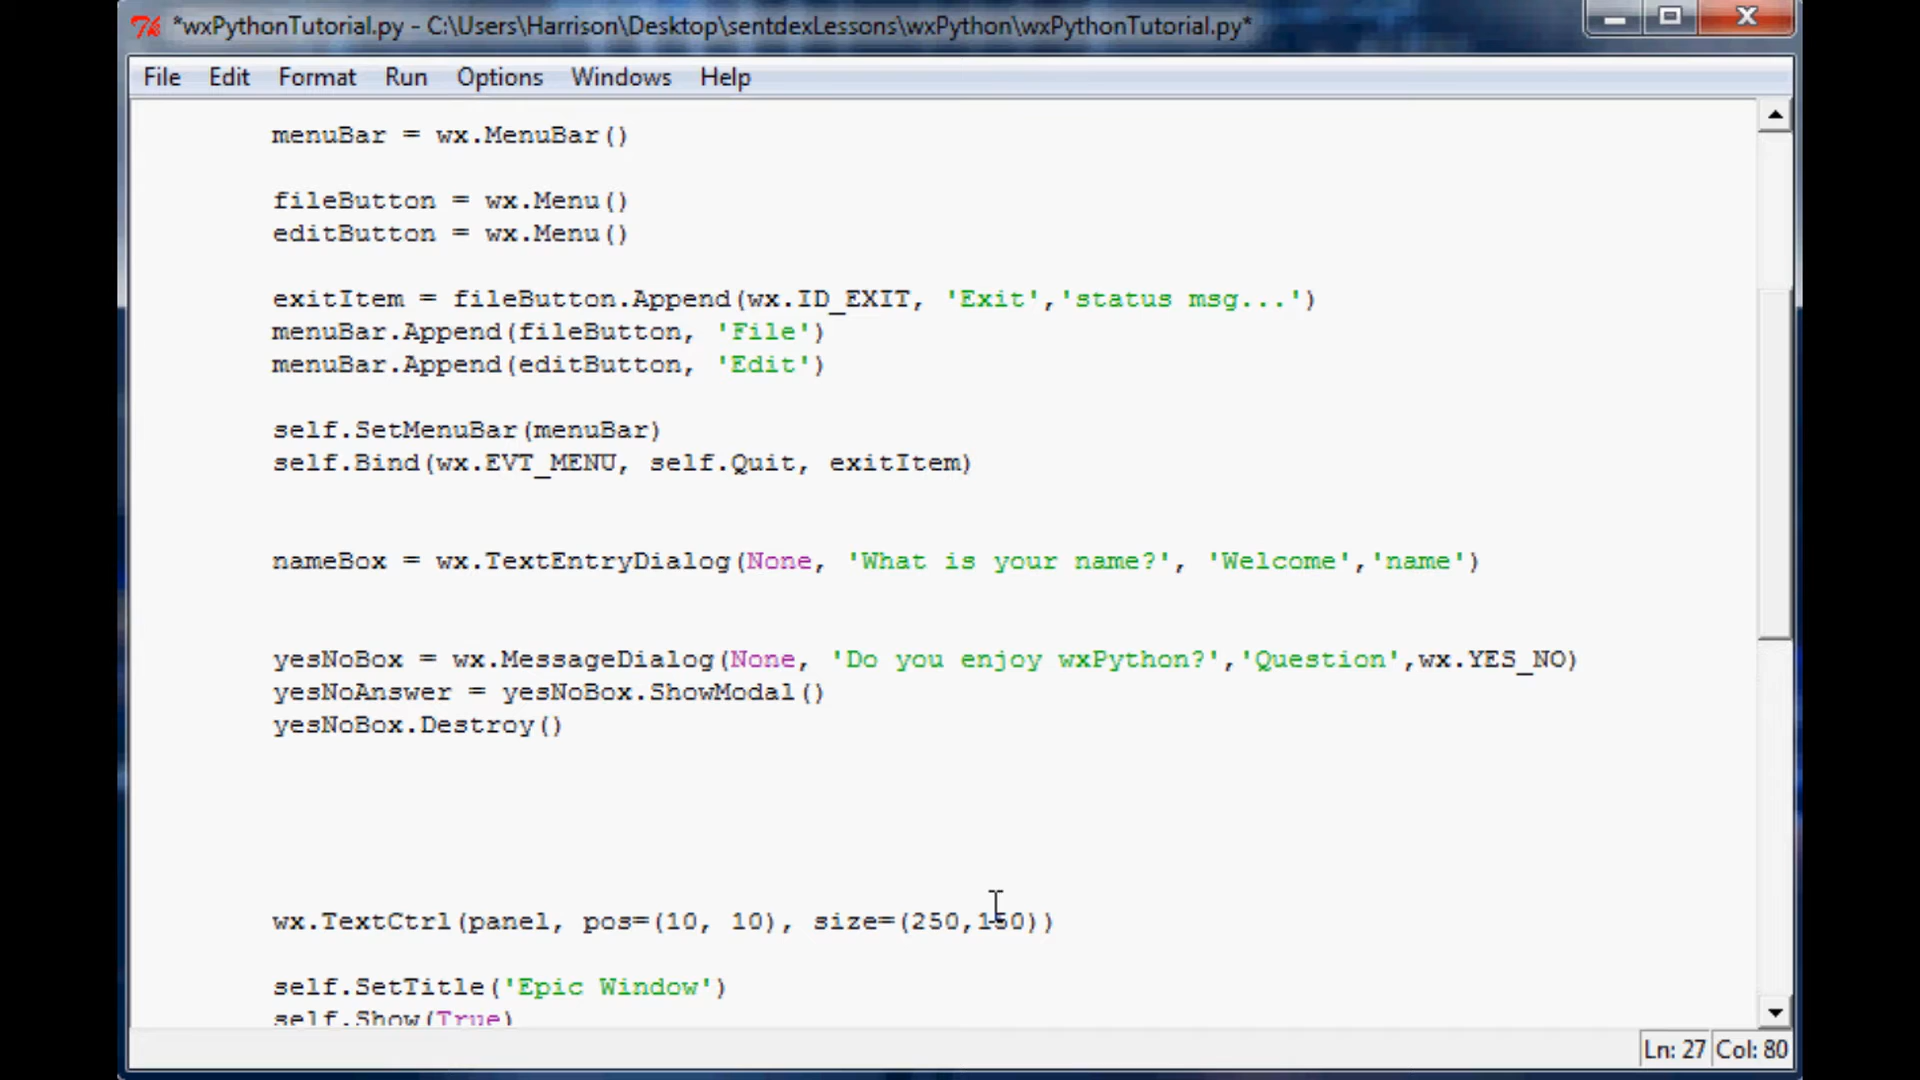 *wxPythonTutorial.py - C:\Users\Harrison\Desktop\sentdexLessons\wxPython\wxPythonTutorial.py*
File Edit Format Run Options Windows Help
menuBar = wx.MenuBar()
fileButton = wx.Menu()
editButton = wx.Menu()
exitItem = fileButton.Append(wx.ID_EXIT, 'Exit','status msg...')
menuBar.Append(fileButton, 'File')
menuBar.Append(editButton, 'Edit')
self.SetMenuBar(menuBar)
self.Bind(wx.EVT_MENU, self.Quit, exitItem)
nameBox = wx.TextEntryDialog(None, 'What is your name?', 'Welcome','name')
yesNoBox = wx.MessageDialog(None, 'Do you enjoy wxPython?','Question',wx.YES_NO)
yesNoAnswer = yesNoBox.ShowModal()
yesNoBox.Destroy()
wx.TextCtrl(panel, pos=(10, 10), size=(250,150))
self.SetTitle('Epic Window')
self.Show(True)
Ln: 27 Col: 80